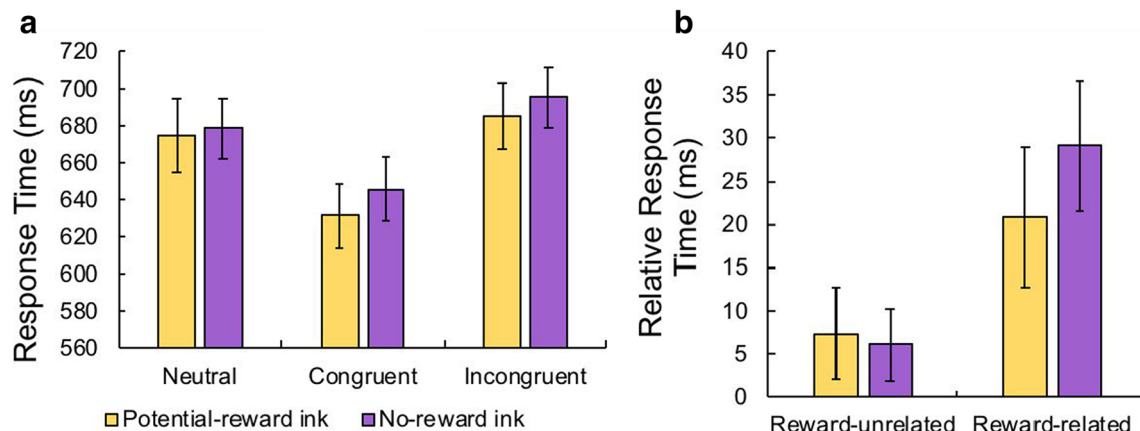 a
Response Time (ms)
720
700
680
660
640
620
600
580
560
Neutral
Congruent
Incongruent
Potential-reward ink
No-reward ink
b
Relative Response
Time (ms)
40
35
30
25
20
15
10
5
0
Reward-unrelated
Reward-related